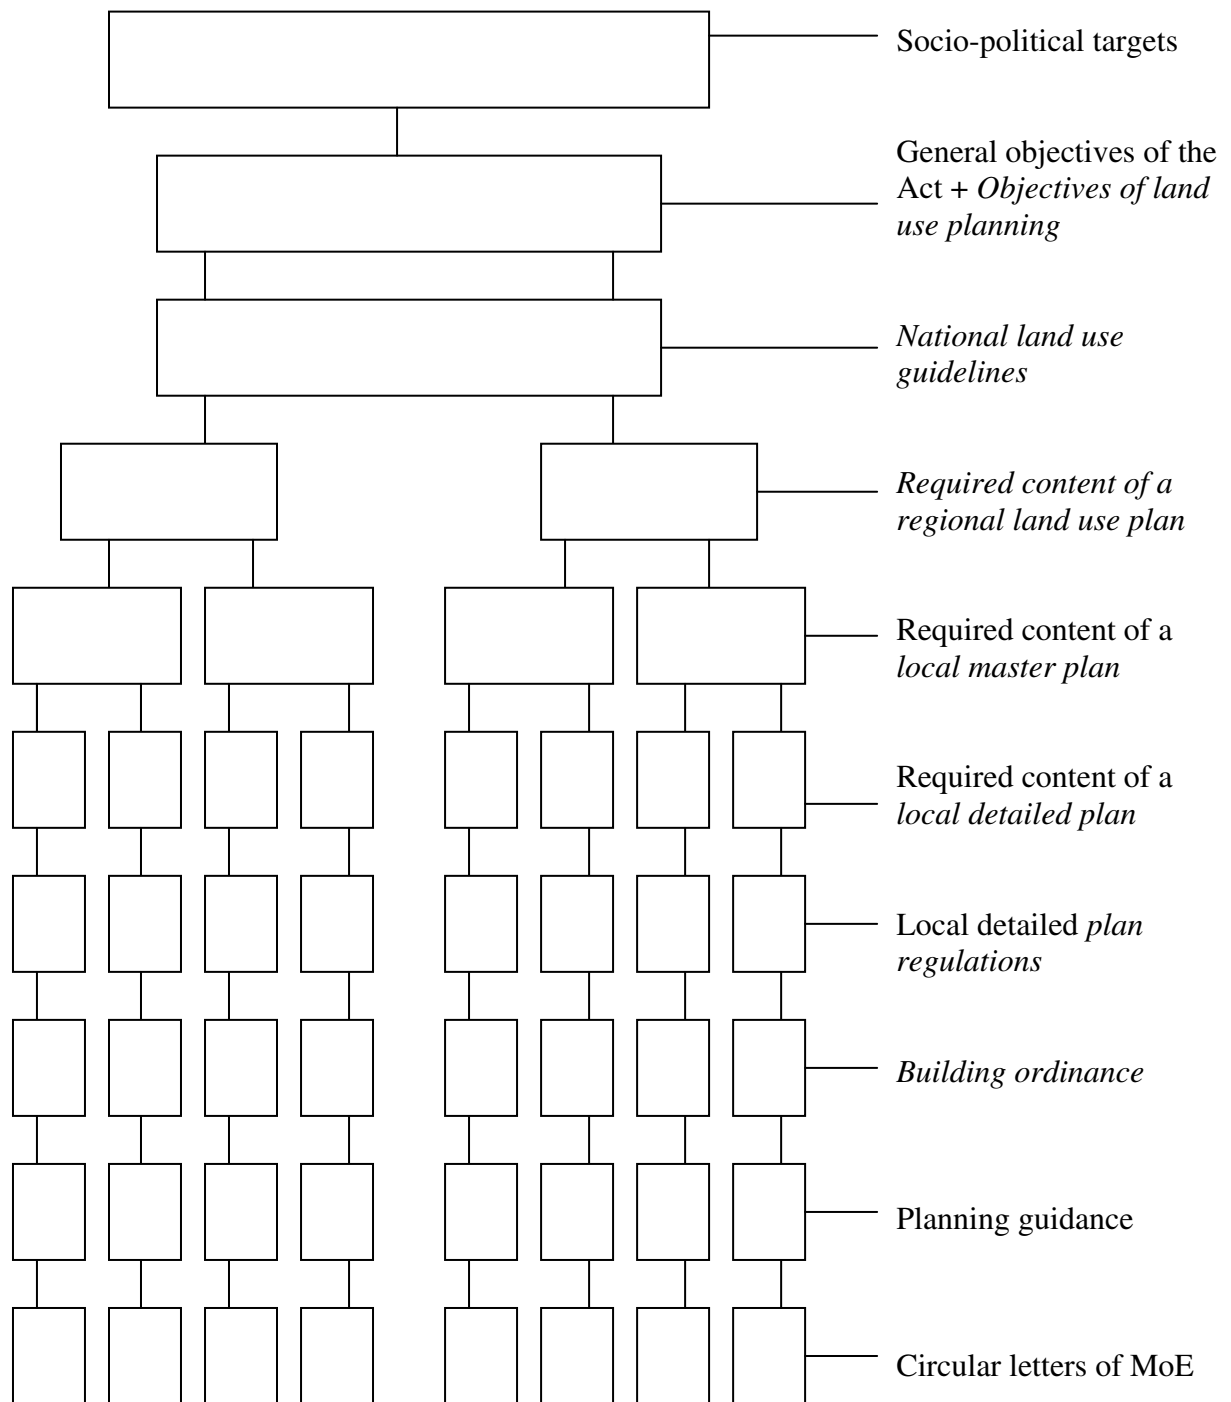 Socio-political targets
General objectives of the
Act + Objectives of land
use planning
National land use
guidelines
Required content of a
regional land use plan
Required content of a
local master plan
Required content of a
local detailed plan
Local detailed plan
regulations
Building ordinance
Planning guidance
Circular letters of MoE